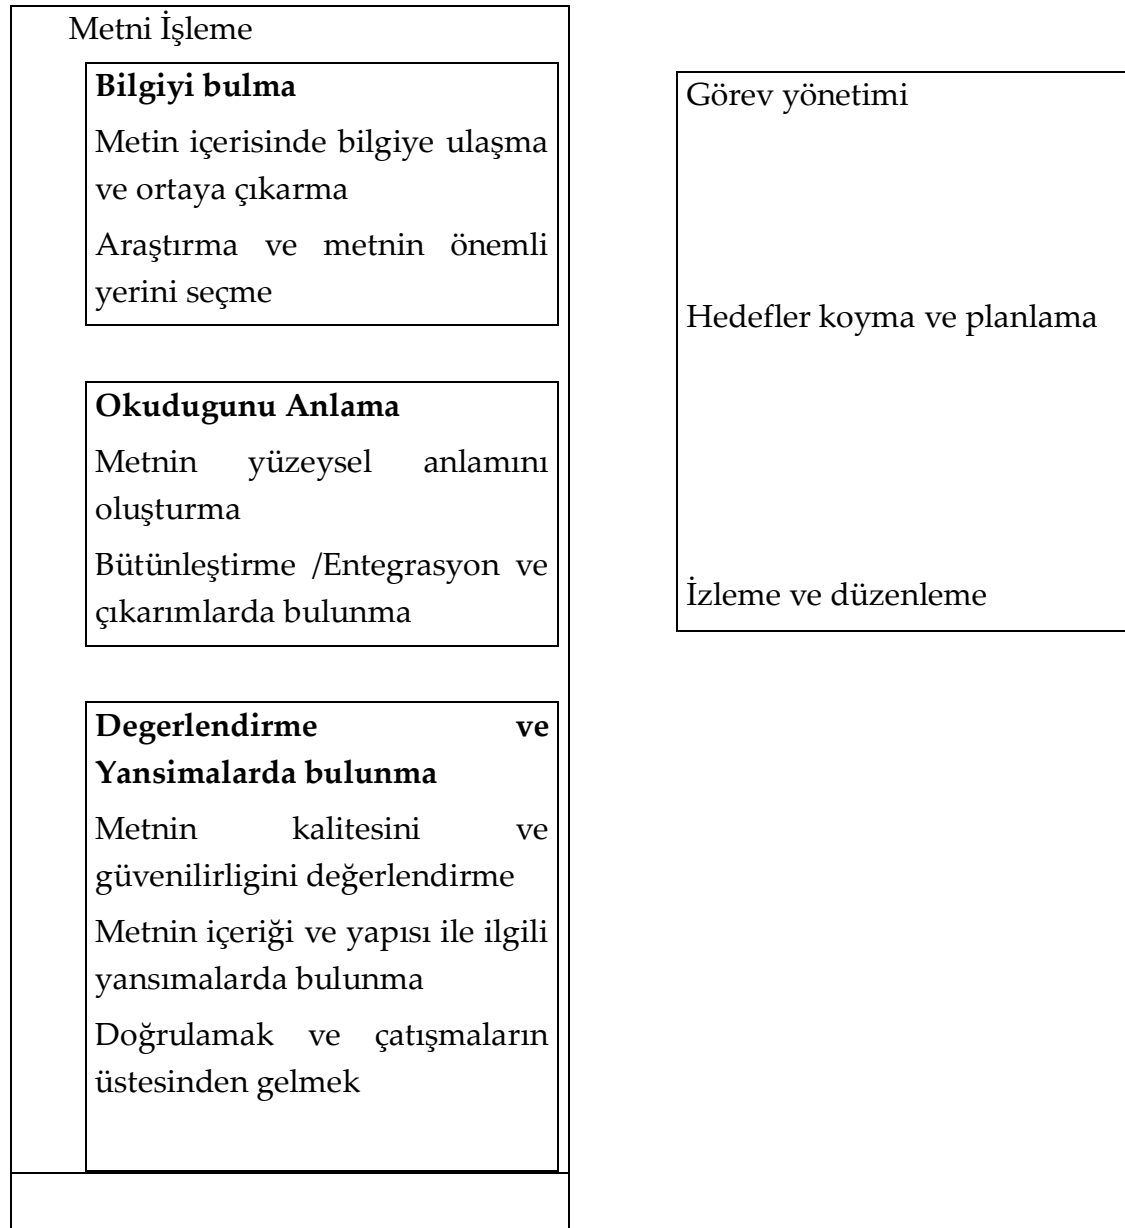 Metni İşleme
Bilgiyi bulma
Metin içerisinde bilgiye ulaşma
ve ortaya çıkarma
Araştırma ve metnin önemli
yerini seçme
Okudugunu Anlama
Metnin yüzeysel anlamını
oluşturma
Bütünleştirme /Entegrasyon ve
çıkarımlarda bulunma
Degerlendirme ve
Yansimalarda bulunma
Metnin kalitesini ve
güvenilirligini değerlendirme
Metnin içeriği ve yapısı ile ilgili
yansımalarda bulunma
Doğrulamak ve çatışmaların
üstesinden gelmek
Görev yönetimi
Hedefler koyma ve planlama
İzleme ve düzenleme